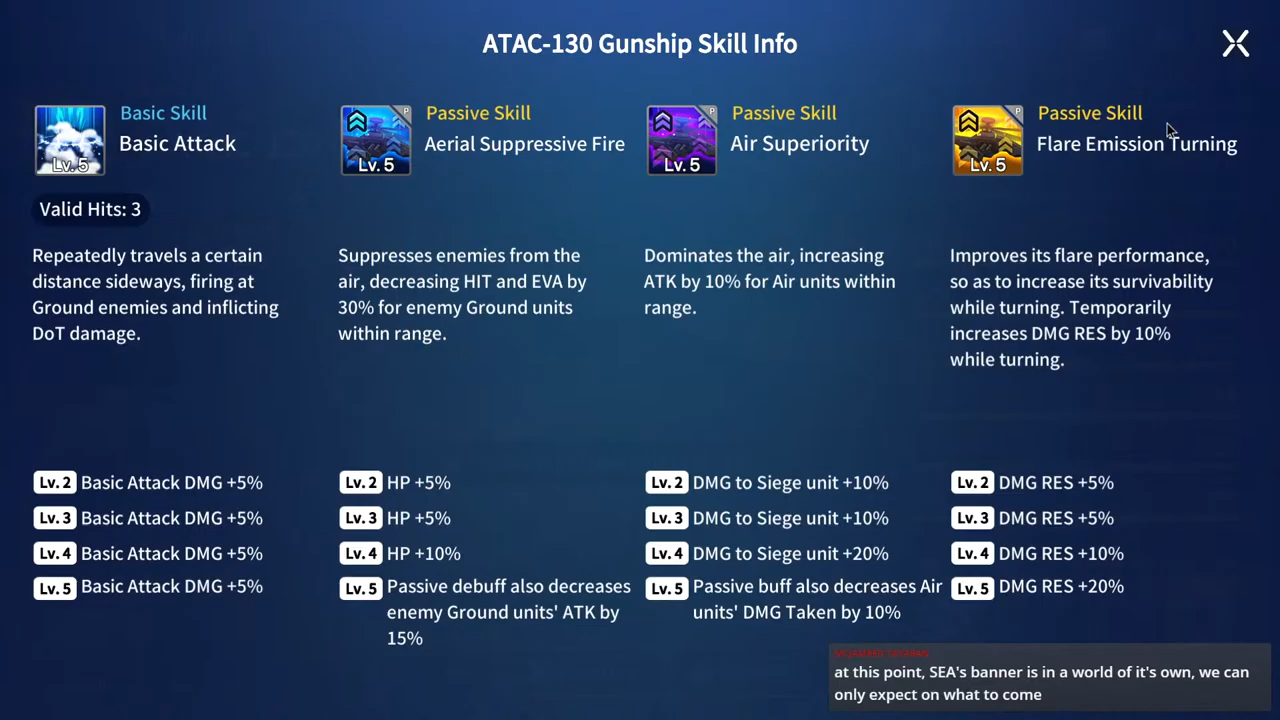 ATAC-130 Gunship Skill Info
Basic Skill
Basic Attack
Lv. 5
Valid Hits: 3
Repeatedly travels a certain
distance sideways, firing at
Ground enemies and inflicting
DoT damage.
Lv. 2 Basic Attack DMG +5%
Lv. 3 Basic Attack DMG +5%
Lv. 4 Basic Attack DMG +5%
Lv. 5 Basic Attack DMG +5%
Passive Skill
Aerial Suppressive Fire
P
Lv. 5
Suppresses enemies from the
air, decreasing HIT and EVA by
30% for enemy Ground units
within range.
Lv. 2 HP +5%
Lv. 3 HP +5%
Lv. 4 HP +10%
Lv. 5 Passive debuff also decreases
enemy Ground units' ATK by
15%
Passive Skill
Air Superiority
P
Lv. 5
Dominates the air, increasing
ATK by 10% for Air units within
range.
Lv. 2 DMG to Siege unit +10%
Lv. 3 DMG to Siege unit +10%
Lv. 4 DMG to Siege unit +20%
Lv. 5 Passive buff also decreases Air
units' DMG Taken by 10%
Passive Skill
Flare Emission Turning
P
Lv. 5
Improves its flare performance,
so as to increase its survivability
while turning. Temporarily
increases DMG RES by 10%
while turning.
Lv. 2 DMG RES +5%
Lv. 3 DMG RES +5%
Lv. 4 DMG RES +10%
Lv. 5 DMG RES +20%
at this point, SEA's banner is in a world of it's own, we can
only expect on what to come